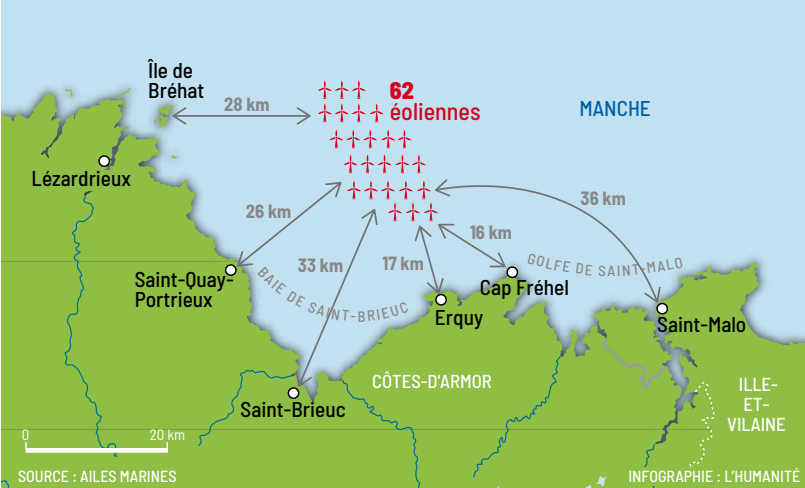 Île de
Bréhat
28 km
62
éoliennes
MANCHE
Lézardrieux
26 km
36 km
Saint-Quay-
Portrieux
BAIE DE SAINT-BRIEUC
33 km
17 km
16 km
GOLFE DE SAINT-MALO
Cap Fréhel
Erquy
Saint-Malo
CÔTES-D'ARMOR
Saint-Brieuc
ILLE-
ET-
VILAINE
0 20 km
SOURCE : AILES MARINES
INFOGRAPHIE : L'HUMANITÉ